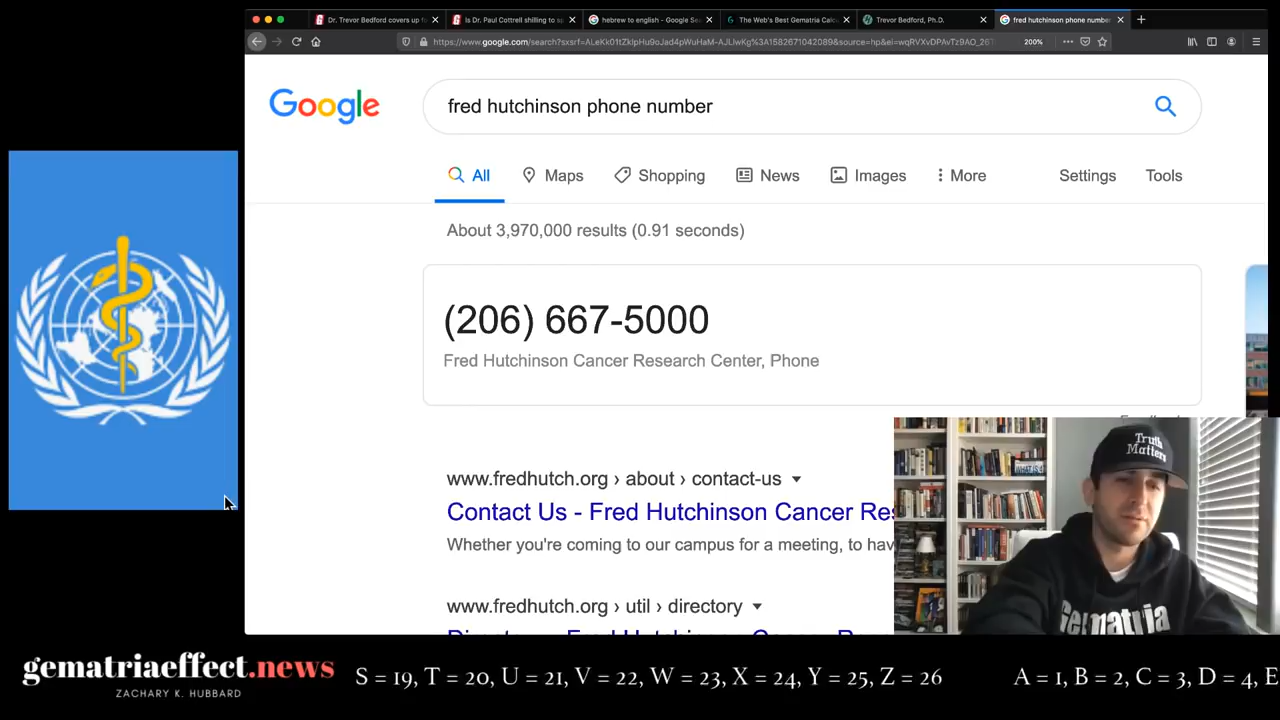 Dr. Trevor Bedford covers up f
Is Dr. Paul Cottrell shilling to s
hebrew to english - Google Se
The Web's Best Gematria Calc
Trevor Bedford, Ph.D.
fred hutchinson phone number
200%
Google
fred hutchinson phone number
All
Maps
Shopping
News
Images
More
Settings
Tools
About 3,970,000 results (0.91 seconds)
(206) 667-5000
Fred Hutchinson Cancer Research Center, Phone
www.fredhutch.org › about › contact-us
Contact Us - Fred Hutchinson Cancer Res
Whether you're coming to our campus for a meeting, to hav
www.fredhutch.org › util › directory
Truth
Matters
Gematria
gematriaeffect.news
ZACHARY K. HUBBARD
S = 19, T = 20, U = 21, V = 22, W = 23, X = 24, Y = 25, Z = 26
A = 1, B = 2, C = 3, D = 4, E